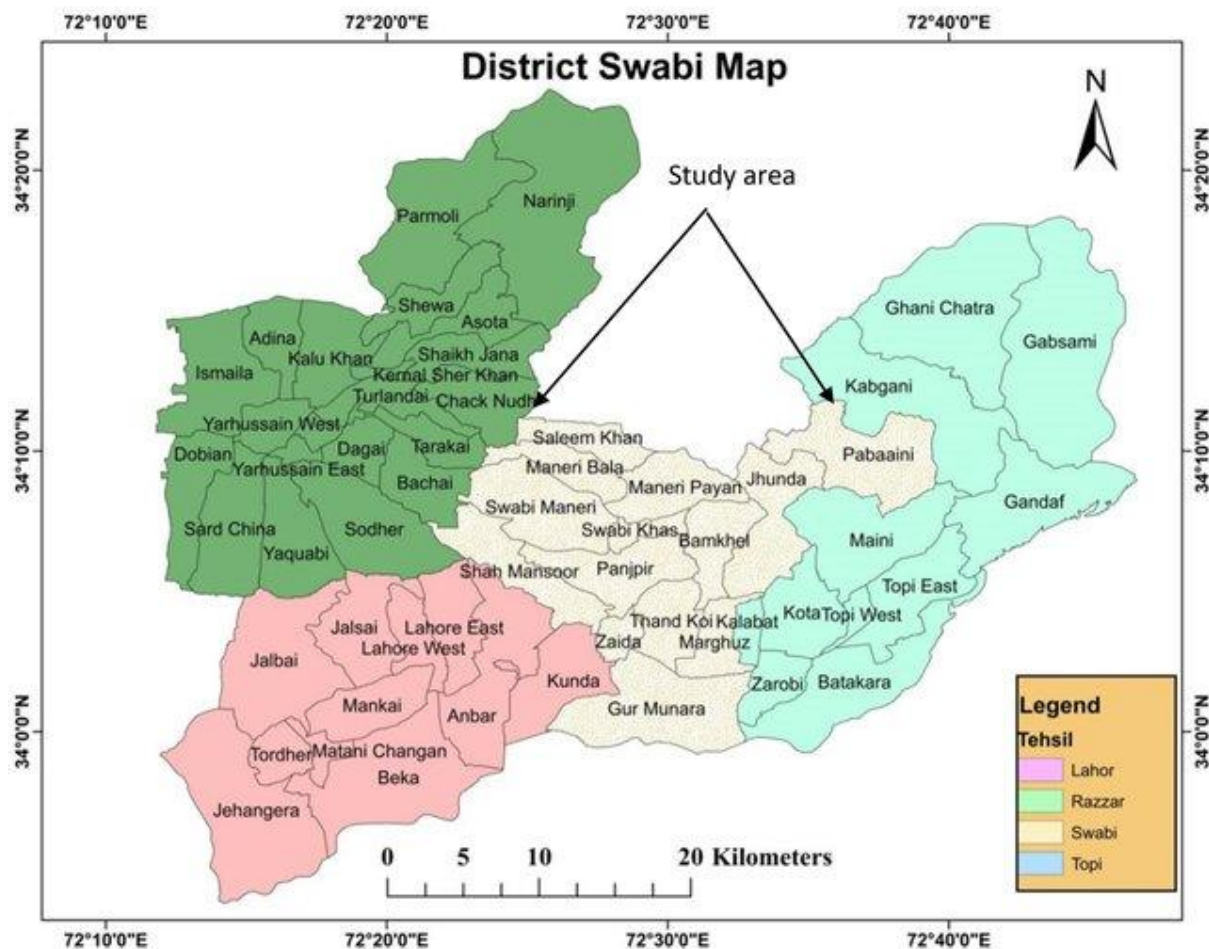 72°10'0"E 72°20'0"E 72°30'0"E 72°40'0"E
District Swabi Map
N
34°20'0"N 34°20'0"N
Study area
Narinji
Parmoli
Shewa
Ghani Chatra
Asota
Adina
Gabsami
Kalu Khan
Shaikh Jana
Ismaila
Kernal Sher Khan
Kabgani
Turlandai
Chack Nudh
Yarhussain West
Saleem Khan
34°10'0"N 34°10'0"N
Dobian
Dagai
Tarakai
Pabaaini
Yarhussain East
Maneri Bala
Jhunda
Bachai
Maneri Payan
Gandaf
Swabi Maneri
Sard China
Sodher
Swabi Khas
Bamkhel
Maini
Yaquabi
Shah Mansoor
Panjpir
Topi East
Jalsai
Lahore East
Thand Koi
Kalabat
Kota
Topi West
Lahore West
Zaida
Marghuz
Jalbai
Kunda
Zarobi
Batakara
Mankai
Anbar
Gur Munara
34°0'0"N 34°0'0"N
Tordher
Matani Changan
Beka
Jehangera
Legend
Tehsil
Lahor
Razzar
Swabi
Topi
0 5 10 20 Kilometers
72°10'0"E 72°20'0"E 72°30'0"E 72°40'0"E